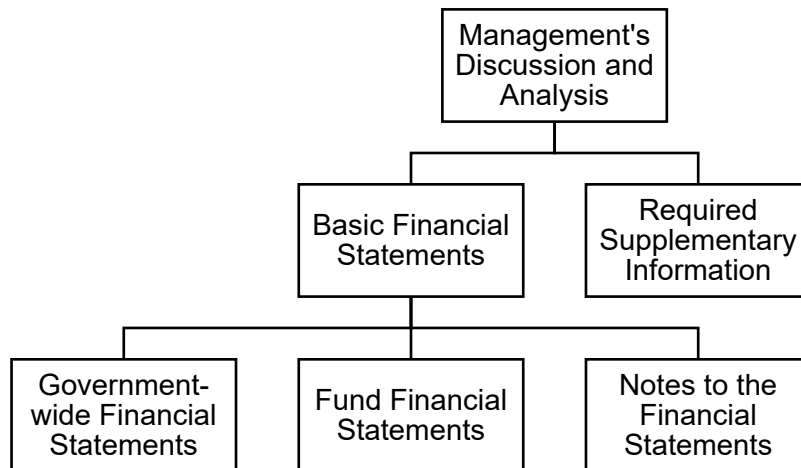 Management's
Discussion and
Analysis
Basic Financial
Statements
Required
Supplementary
Information
Government-
wide Financial
Statements
Fund Financial
Statements
Notes to the
Financial
Statements